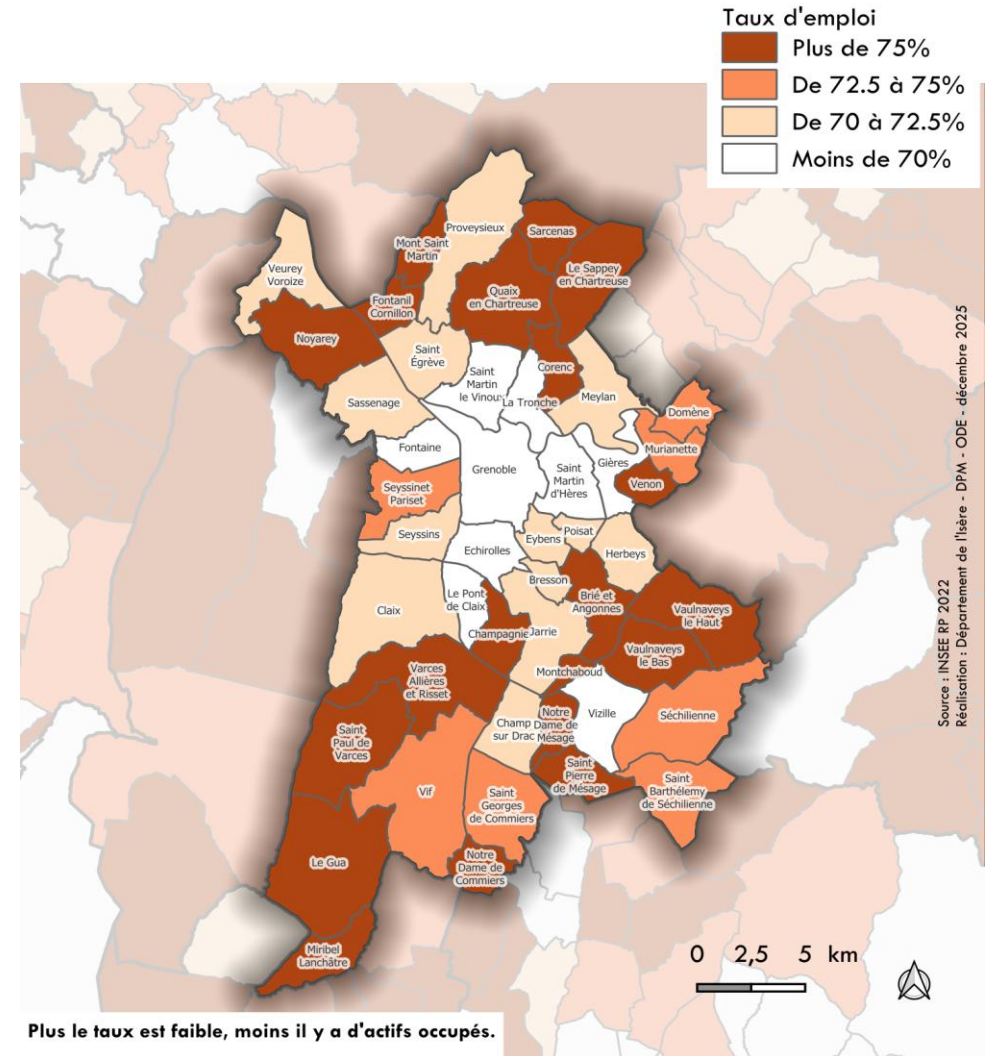 Taux d'emploi
Plus de 75%
De 72.5 à 75%
De 70 à 72.5%
Moins de 70%
Proveysieux
Sarcenas
Mont Saint
Martin
Le Sappey
en Chartreuse
Veurey
Voroize
Quaix
en Chartreuse
Fontanil
Cornillon
Noyarey
Saint
Égrève
Saint
Martin
le Vinoux
Corenc
La Tronche
Meylan
Sassenage
Domène
Murianette
Fontaine
Grenoble
Saint
Martin
d'Hères
Gières
Venon
Seyssinet
Pariset
Seyssins
Echirolles
Eybens
Poisat
Herbeys
Bresson
Claix
Le Pont
de Claix
Brié et
Angonnes
Vaulnaveys
le Haut
Champagnier
Jarrie
Vaulnaveys
le Bas
Varces
Allières
et Risset
Montchaboud
Saint
Paul de
Varces
Champ
sur Drac
Notre
Dame de
Mésage
Vizille
Séchilienne
Saint
Pierre
de Mésage
Vif
Saint
Georges
de Commiers
Saint
Barthélemy
de Séchilienne
Le Gua
Notre
Dame de
Commiers
Miribel
Lanchâtre
0 2,5 5 km
Plus le taux est faible, moins il y a d'actifs occupés.
Source : INSEE RP 2022
Réalisation : Département de l'Isère - DPM - ODE - décembre 2025